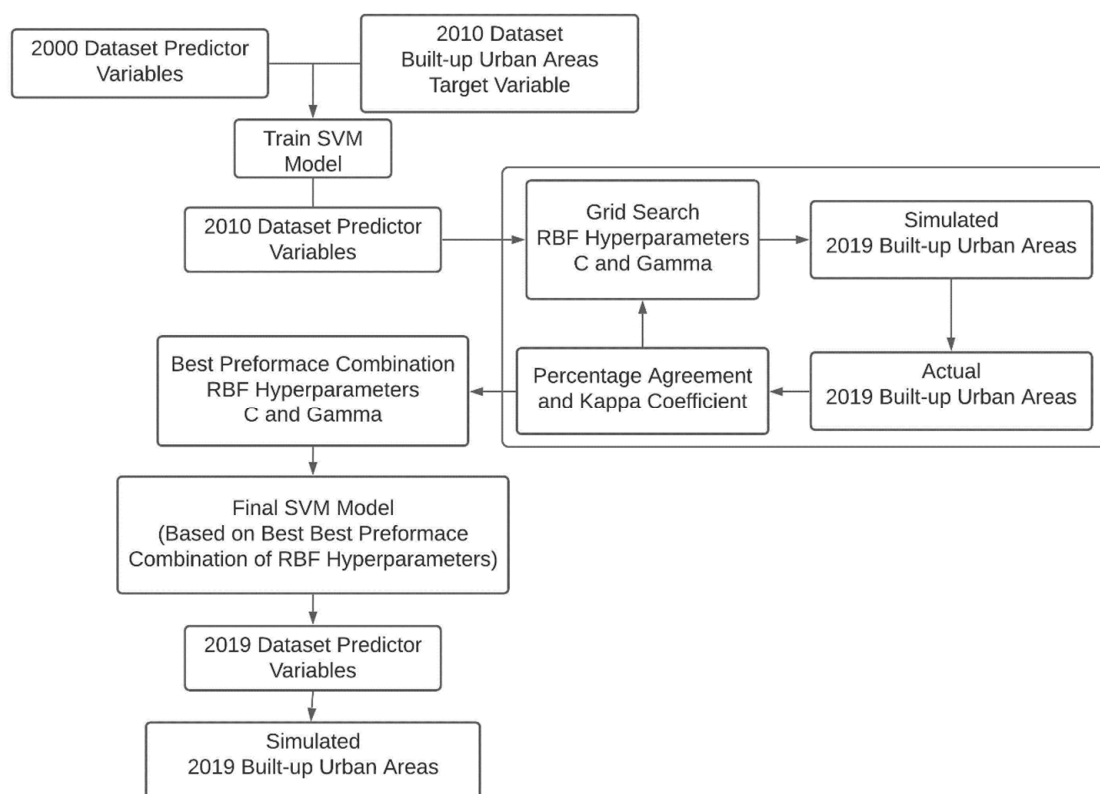 2000 Dataset Predictor
Variables
2010 Dataset
Built-up Urban Areas
Target Variable
Train SVM
Model
2010 Dataset Predictor
Variables
Grid Search
RBF Hyperparameters
C and Gamma
Simulated
2019 Built-up Urban Areas
Actual
2019 Built-up Urban Areas
Percentage Agreement
and Kappa Coefficient
Best Preformace Combination
RBF Hyperparameters
C and Gamma
Final SVM Model
(Based on Best Best Preformace
Combination of RBF Hyperparameters)
2019 Dataset Predictor
Variables
Simulated
2019 Built-up Urban Areas